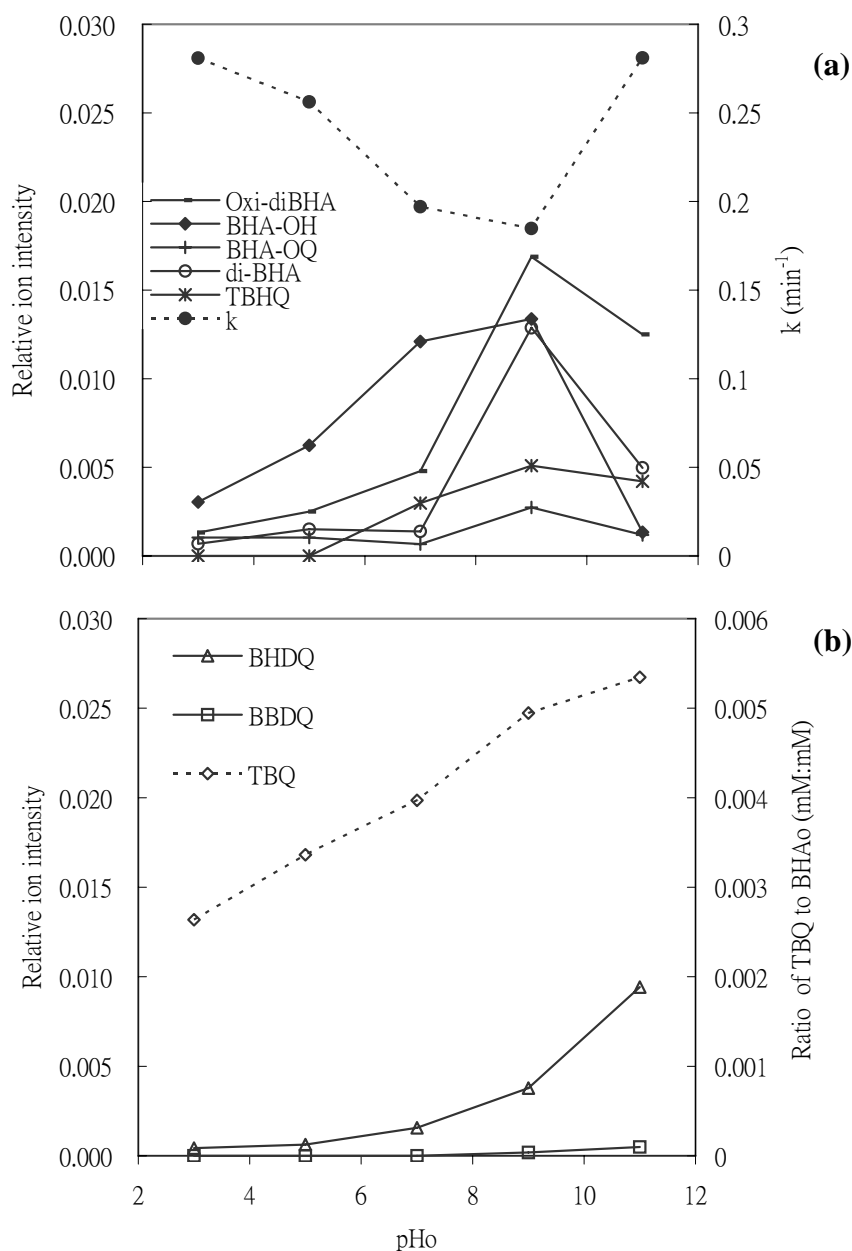 (a)
0.030
0.025
0.020
0.015
0.010
0.005
0.000
Relative ion intensity
Oxi-diBHA
BHA-OH
BHA-OQ
di-BHA
TBHQ
k
0.3
0.25
0.2
0.15
0.1
0.05
0
k (min⁻¹)
(b)
0.030
0.025
0.020
0.015
0.010
0.005
0.000
Relative ion intensity
BHDQ
BBDQ
TBQ
0.006
0.005
0.004
0.003
0.002
0.001
0
Ratio of TBQ to BHAo (mM:mM)
2 4 6 8 10 12
pHo